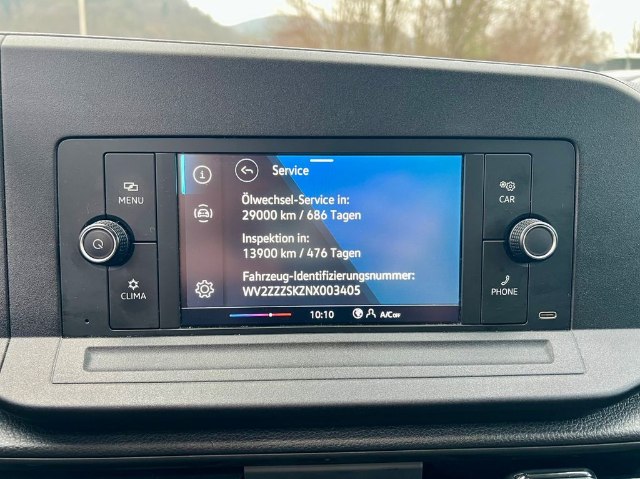 Service
MENU
CAR
Ölwechsel-Service in:
29000 km / 686 Tagen
Inspektion in:
13900 km / 476 Tagen
Fahrzeug-Identifizierungsnummer:
WV2ZZZSKZNX003405
CLIMA
PHONE
10:10
A/C OFF